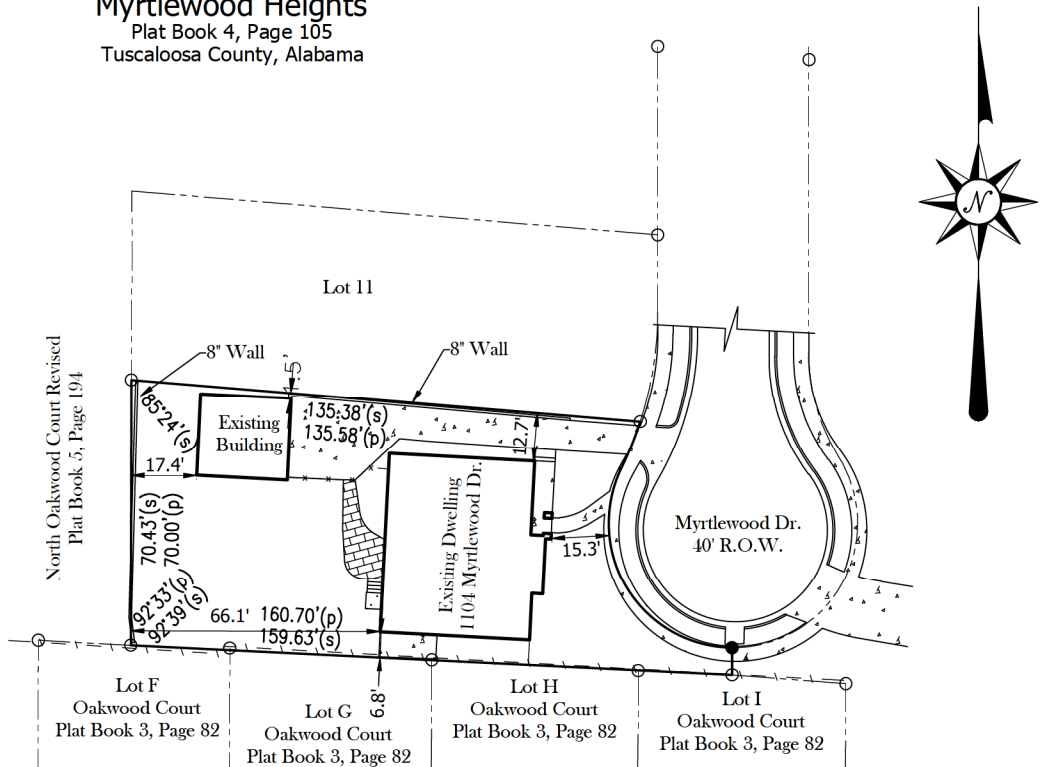 Myrtlewood Heights
Plat Book 4, Page 105
Tuscaloosa County, Alabama
N
Lot 11
8" Wall
8" Wall
North Oakwood Court Revised
Plat Book 5, Page 194
85°24'(s)
Existing
Building
135.38'(s)
135.58'(p)
12.7'
17.4'
70.43'(s)
70.00'(p)
92°33'(p)
92°39'(s)
66.1'
160.70'(p)
159.63'(s)
Existing Dwelling
1104 Myrtlewood Dr.
15.3'
Myrtlewood Dr.
40' R.O.W.
6.8'
Lot F
Oakwood Court
Plat Book 3, Page 82
Lot G
Oakwood Court
Plat Book 3, Page 82
Lot H
Oakwood Court
Plat Book 3, Page 82
Lot I
Oakwood Court
Plat Book 3, Page 82